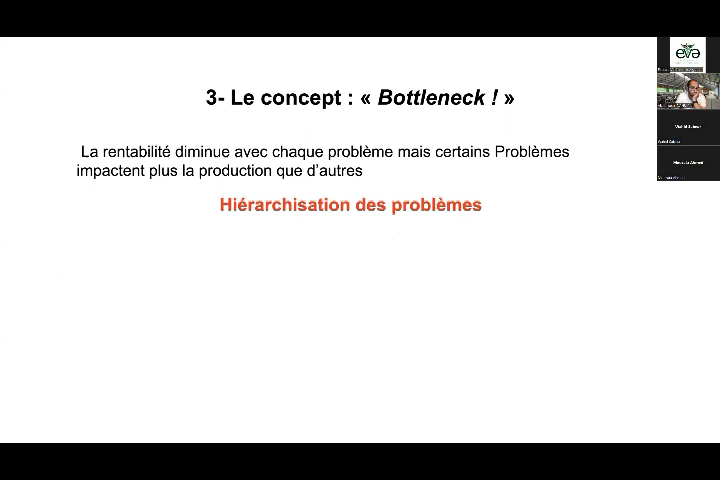 3- Le concept : « Bottleneck ! »
La rentabilité diminue avec chaque problème mais certains Problèmes
impactent plus la production que d'autres
Hiérarchisation des problèmes
eva